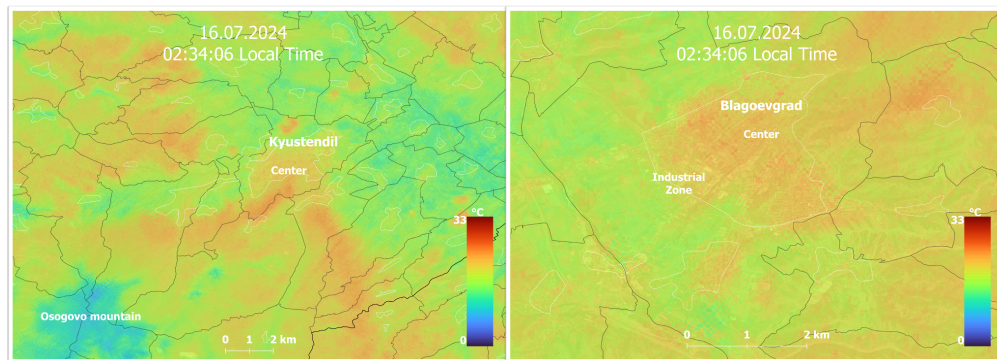 16.07.2024
02:34:06 Local Time
Kyustendil
Center
Osogovo mountain
°C
33
0
0 1 2 km
16.07.2024
02:34:06 Local Time
Blagoevgrad
Center
Industrial
Zone
°C
33
0
0 1 2 km